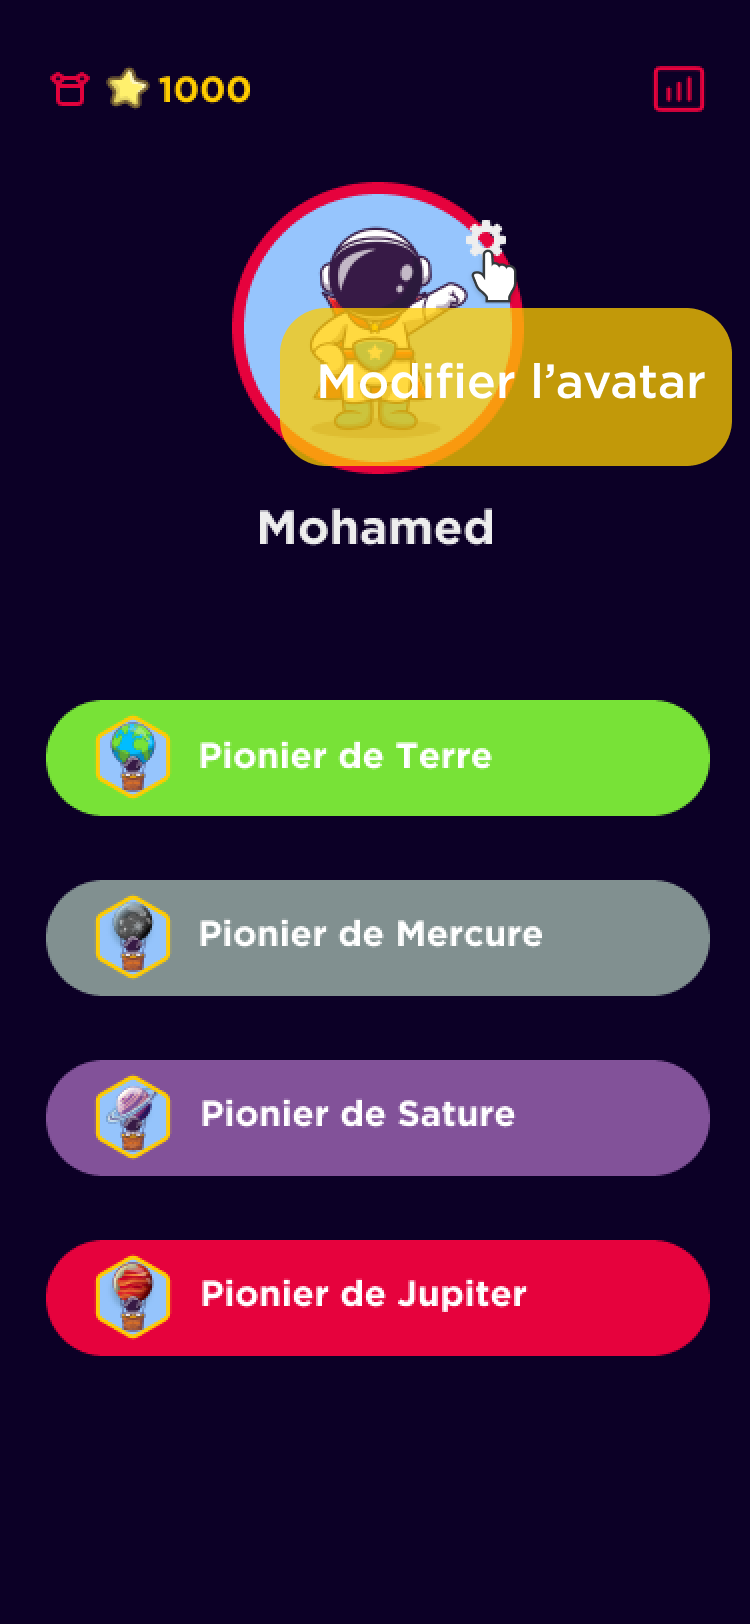 1000
Modifier l’avatar
Mohamed
Pionier de Terre
Pionier de Mercure
Pionier de Sature
Pionier de Jupiter